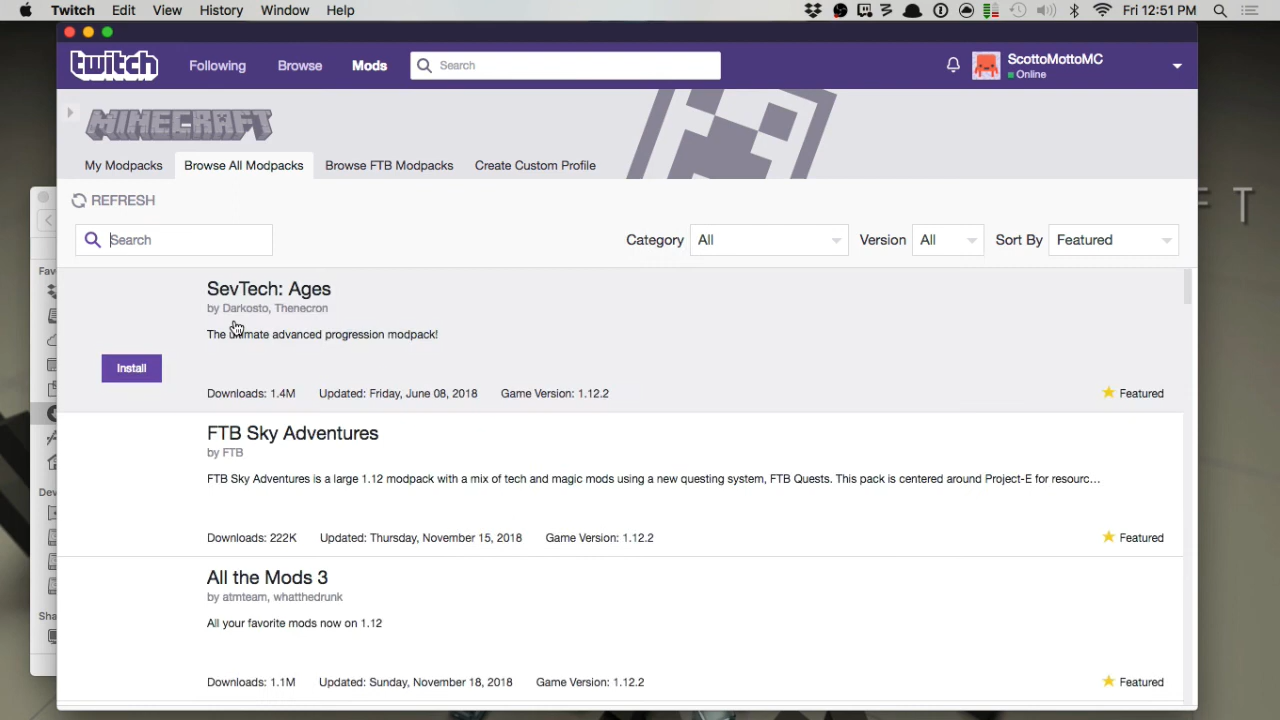 Twitch Edit View History Window Help Fri 12:51 PM
twitch Following Browse Mods Search ScottoMottoMC
Online
MINECRAFT
My Modpacks Browse All Modpacks Browse FTB Modpacks Create Custom Profile
REFRESH
F T
Search Category All Version All Sort By Featured
Fav
SevTech: Ages
by Darkosto, Thenecron
The ultimate advanced progression modpack!
Install
Downloads: 1.4M Updated: Friday, June 08, 2018 Game Version: 1.12.2 Featured
FTB Sky Adventures
by FTB
FTB Sky Adventures is a large 1.12 modpack with a mix of tech and magic mods using a new questing system, FTB Quests. This pack is centered around Project-E for resourc...
Dev
Downloads: 222K Updated: Thursday, November 15, 2018 Game Version: 1.12.2 Featured
All the Mods 3
by atmteam, whatthedrunk
Sha
All your favorite mods now on 1.12
Downloads: 1.1M Updated: Sunday, November 18, 2018 Game Version: 1.12.2 Featured